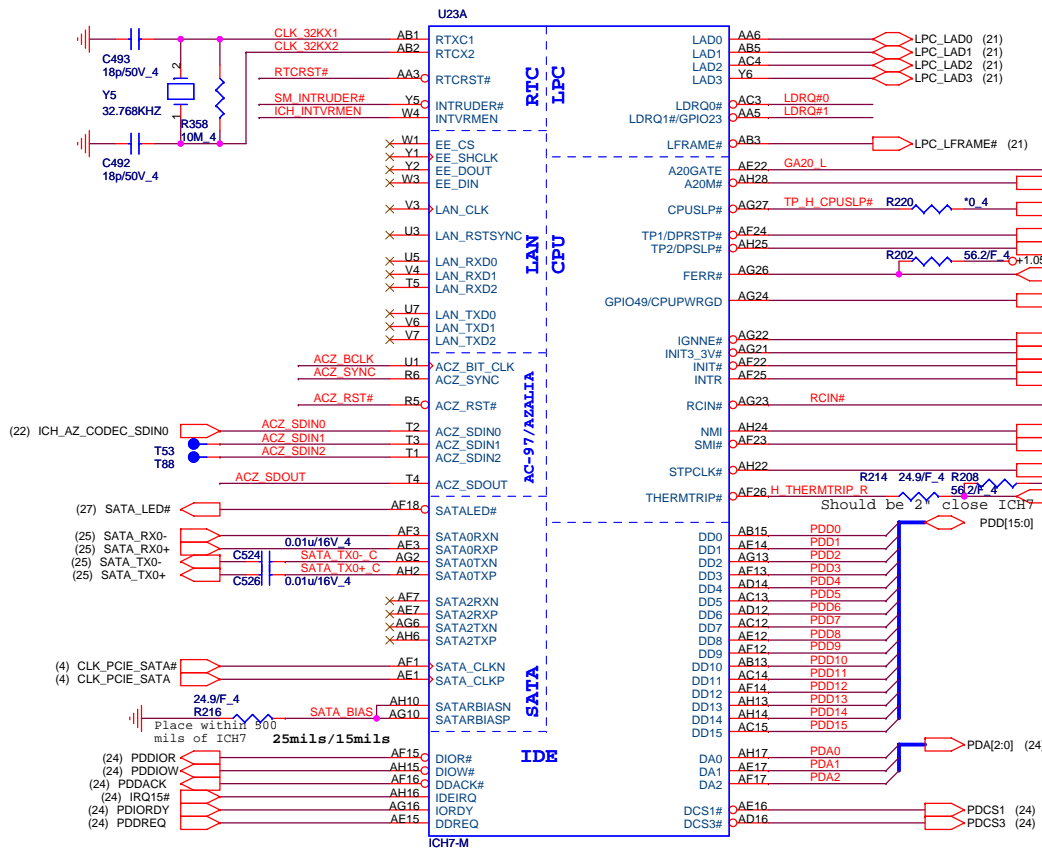 U23A
CLK_32KX1 AB1 RTXC1
CLK_32KX2 AB2 RTCX2
C493
18p/50V_4
Y5
32.768KHZ
2
1
R358
10M_4
C492
18p/50V_4
RTCRST# AA3 RTCRST#
SM_INTRUDER# Y5 INTRUDER#
ICH_INTVRMEN W4 INTVRMEN
W1 EE_CS
Y1 EE_SHCLK
Y2 EE_DOUT
W3 EE_DIN
V3 LAN_CLK
U3 LAN_RSTSYNC
U5 LAN_RXD0
V4 LAN_RXD1
T5 LAN_RXD2
U7 LAN_TXD0
V6 LAN_TXD1
V7 LAN_TXD2
ACZ_BCLK U1 ACZ_BIT_CLK
ACZ_SYNC R6 ACZ_SYNC
ACZ_RST# R5 ACZ_RST#
(22) ICH_AZ_CODEC_SDIN0 ACZ_SDIN0 T2 ACZ_SDIN0
T53 ACZ_SDIN1 T3 ACZ_SDIN1
T88 ACZ_SDIN2 T1 ACZ_SDIN2
ACZ_SDOUT T4 ACZ_SDOUT
(27) SATA_LED# AF18 SATALED#
(25) SATA_RX0- AF3 SATA0RXN
(25) SATA_RX0+ 0.01u/16V_4 AE3 SATA0RXP
(25) SATA_TX0- C524 SATA_TX0-_C AG2 SATA0TXN
(25) SATA_TX0+ C526 SATA_TX0+_C AH2 SATA0TXP
0.01u/16V_4
AF7 SATA2RXN
AE7 SATA2RXP
AG6 SATA2TXN
AH6 SATA2TXP
(4) CLK_PCIE_SATA# AF1 SATA_CLKN
(4) CLK_PCIE_SATA AE1 SATA_CLKP
24.9/F_4
R216
SATA_BIAS
AH10 SATARBIASN
AG10 SATARBIASP
Place within 500
mils of ICH7
25mils/15mils
(24) PDDIOR AF15 DIOR#
(24) PDDIOW AH15 DIOW#
(24) PDDACK AF16 DDACK#
(24) IRQ15# AH16 IDEIRQ
(24) PDIORDY AG16 IORDY
(24) PDDREQ AE15 DDREQ
ICH7-M
RTC
LPC
LAN
CPU
AC-97/AZALIA
SATA
IDE
LAD0 AA6 LPC_LAD0 (21)
LAD1 AB5 LPC_LAD1 (21)
LAD2 AC4 LPC_LAD2 (21)
LAD3 Y6 LPC_LAD3 (21)
LDRQ0# AC3 LDRQ#0
LDRQ1#/GPIO23 AA5 LDRQ#1
LFRAME# AB3 LPC_LFRAME# (21)
A20GATE AE22 GA20_L
A20M# AH28
CPUSLP# AG27 TP_H_CPUSLP# R220 *0_4
TP1/DPRSTP# AF24
TP2/DPSLP# AH25
R202 56.2/F_4 +1.05
FERR# AG26
GPIO49/CPUPWRGD AG24
IGNNE# AG22
INIT3_3V# AG21
INIT# AF22
INTR AF25
RCIN# AG23 RCIN#
NMI AH24
SMI# AF23
STPCLK# AH22
R214 24.9/F_4 R208
56.2/F_4
THERMTRIP# AF26 H_THERMTRIP_R
Should be 2" close ICH7
PDD[15:0]
DD0 AB15 PDD0
DD1 AE14 PDD1
DD2 AG13 PDD2
DD3 AF13 PDD3
DD4 AD14 PDD4
DD5 AC13 PDD5
DD6 AD12 PDD6
DD7 AC12 PDD7
DD8 AE12 PDD8
DD9 AF12 PDD9
DD10 AB13 PDD10
DD11 AC14 PDD11
DD12 AF14 PDD12
DD13 AH13 PDD13
DD14 AH14 PDD14
DD15 AC15 PDD15
DA0 AH17 PDA0 PDA[2:0] (24)
DA1 AE17 PDA1
DA2 AF17 PDA2
DCS1# AE16 PDCS1 (24)
DCS3# AD16 PDCS3 (24)